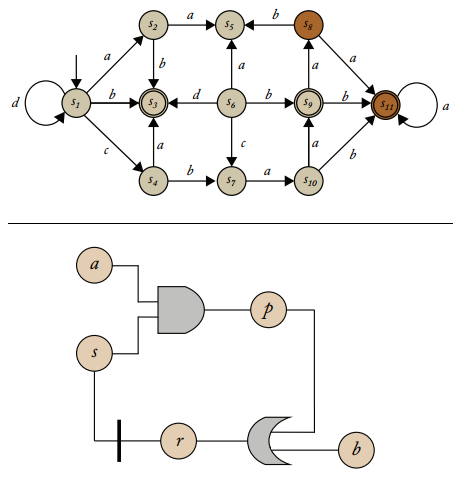 s2 a s5 b s8
a b a a a
d s1 b s3 d s6 b s9 b s11 a
c a c a b
s4 b s7 a s10
a
p
s
r b